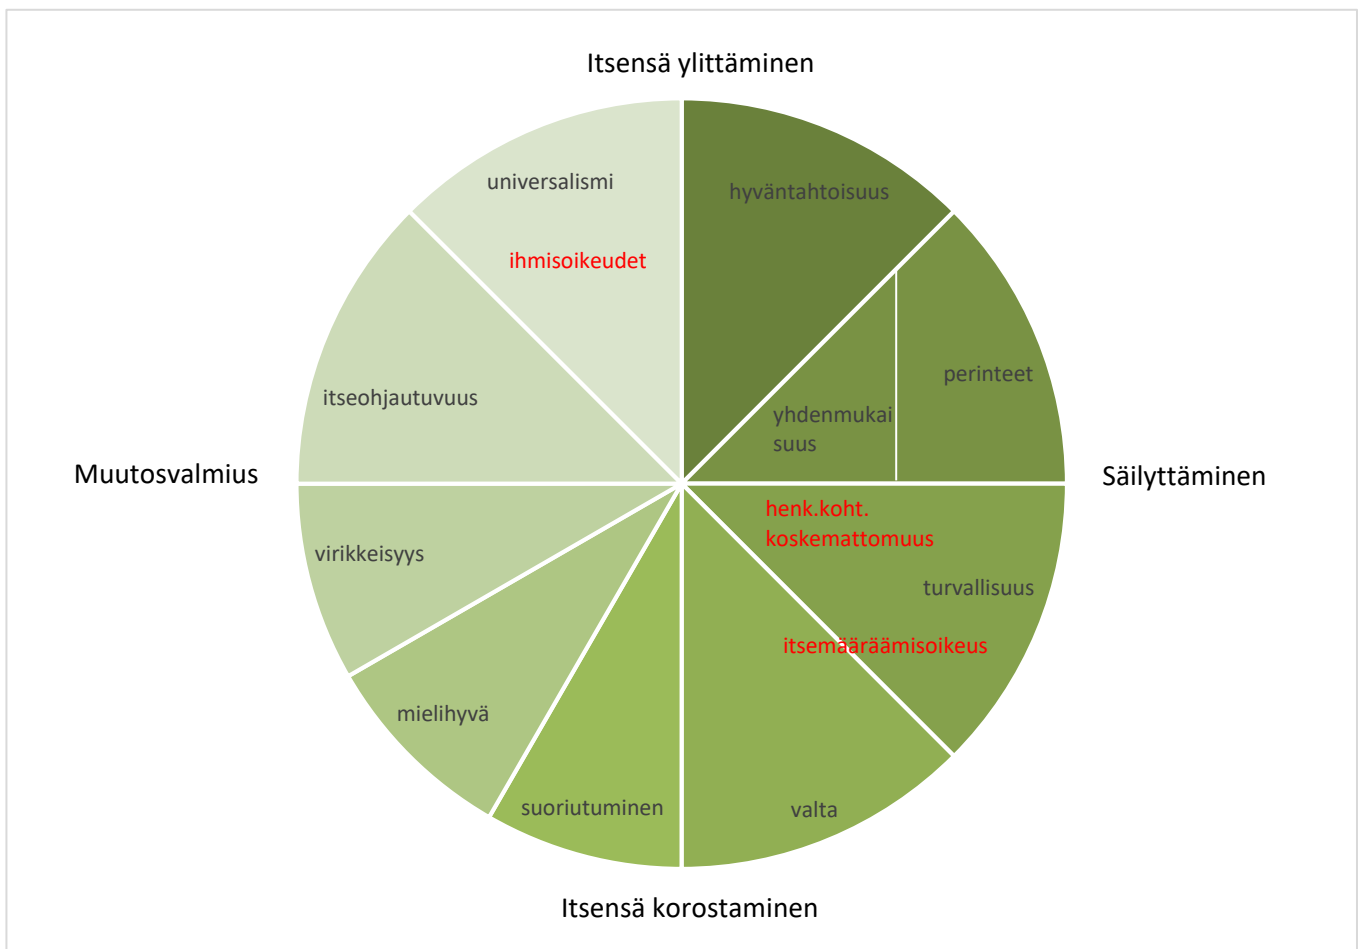 Itsensä ylittäminen
universalismi
hyväntahtoisuus
ihmisoikeudet
perinteet
itseohjautuvuus
yhdenmukai
suus
Muutosvalmius
Säilyttäminen
henk.koht.
koskemattomuus
virikkeisyys
turvallisuus
itsemääräämisoikeus
mielihyvä
suoriutuminen
valta
Itsensä korostaminen